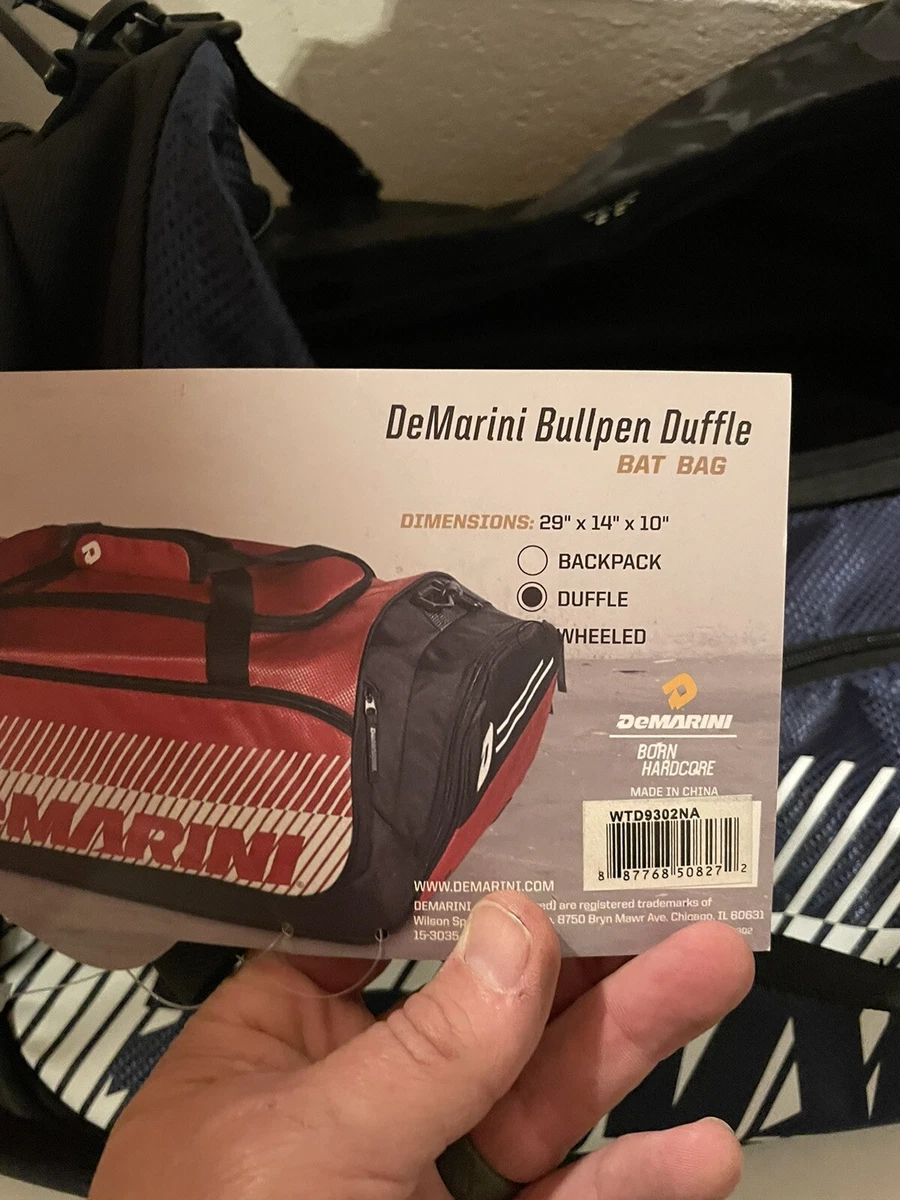 DeMarini Bullpen Duffle
BAT BAG
DIMENSIONS: 29" x 14" x 10"
BACKPACK
DUFFLE
WHEELED
DeMARINI
BORN
HARDCORE
MADE IN CHINA
WTD9302NA
8 87768 50827 2
MARINI
WWW.DEMARINI.COM
DEMARINI ed) are registered trademarks of
Wilson Sp 8750 Bryn Mawr Ave. Chicago, IL 60631
15-3035 302